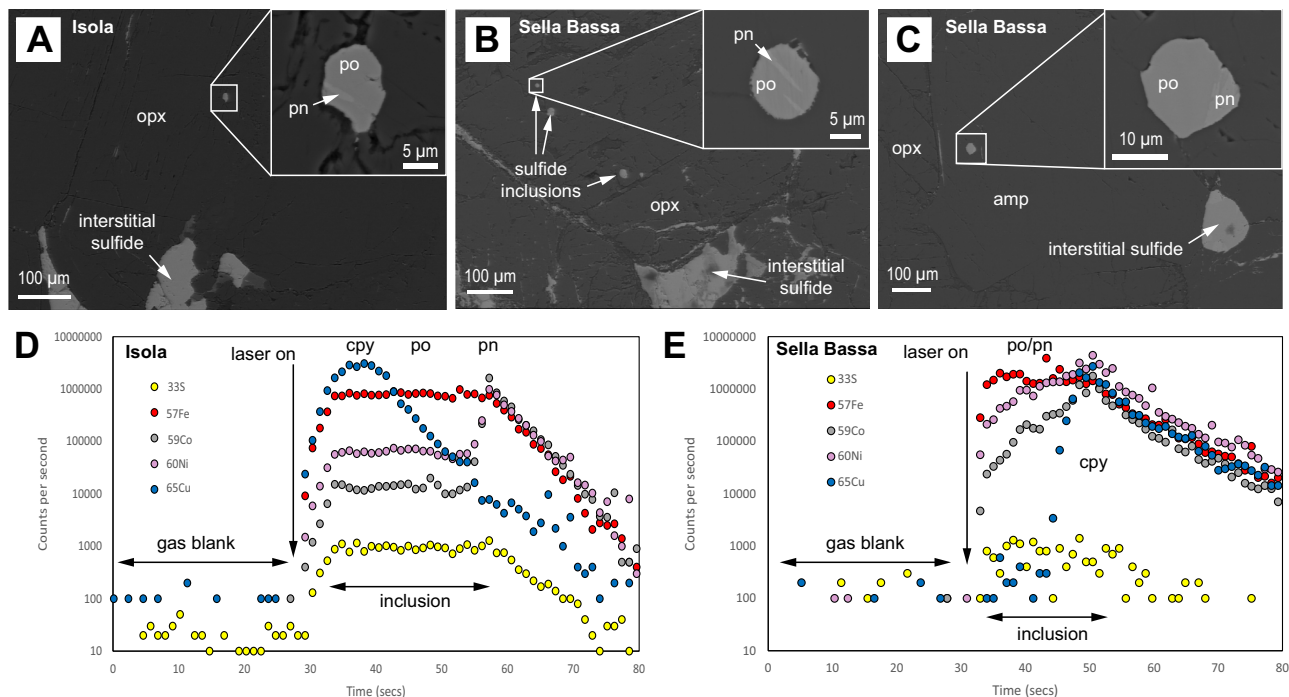 A Isola
opx
po
pn
5 µm
interstitial
sulfide
100 µm
B Sella Bassa
pn
po
5 µm
sulfide
inclusions
opx
interstitial
sulfide
100 µm
C Sella Bassa
po
pn
10 µm
opx
amp
interstitial sulfide
100 µm
D
Isola
33S
57Fe
59Co
60Ni
65Cu
laser on
cpy po pn
gas blank
inclusion
Counts per second
10000000
1000000
100000
10000
1000
100
10
0 10 20 30 40 50 60 70 80
Time (secs)
E
Sella Bassa
33S
57Fe
59Co
60Ni
65Cu
laser on
po/pn
cpy
gas blank
inclusion
Counts per second
10000000
1000000
100000
10000
1000
100
10
0 10 20 30 40 50 60 70 80
Time (secs)